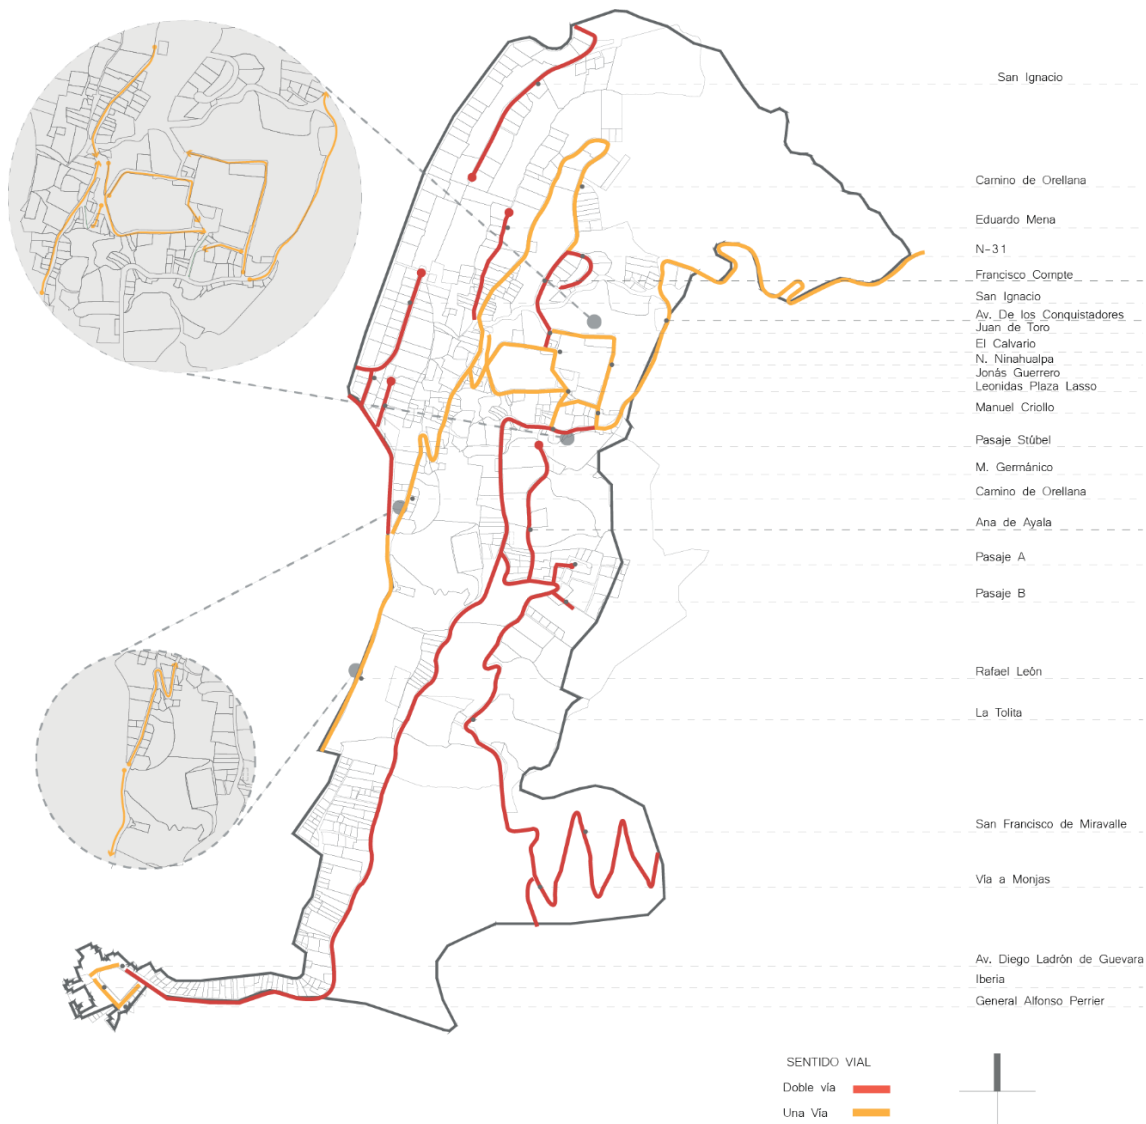 San Ignacio
Camino de Orellana
Eduardo Mena
N-31
Francisco Compte
San Ignacio
Av. De los Conquistadores
Juan de Toro
El Calvario
N. Ninahualpa
Jonás Guerrero
Leonidas Plaza Lasso
Manuel Criollo
Pasaje Stúbel
M. Germánico
Camino de Orellana
Ana de Ayala
Pasaje A
Pasaje B
Rafael León
La Tolita
San Francisco de Miravalle
Vía a Monjas
Av. Diego Ladrón de Guevara
Iberia
General Alfonso Perrier
SENTIDO VIAL
Doble vía
Una Vía